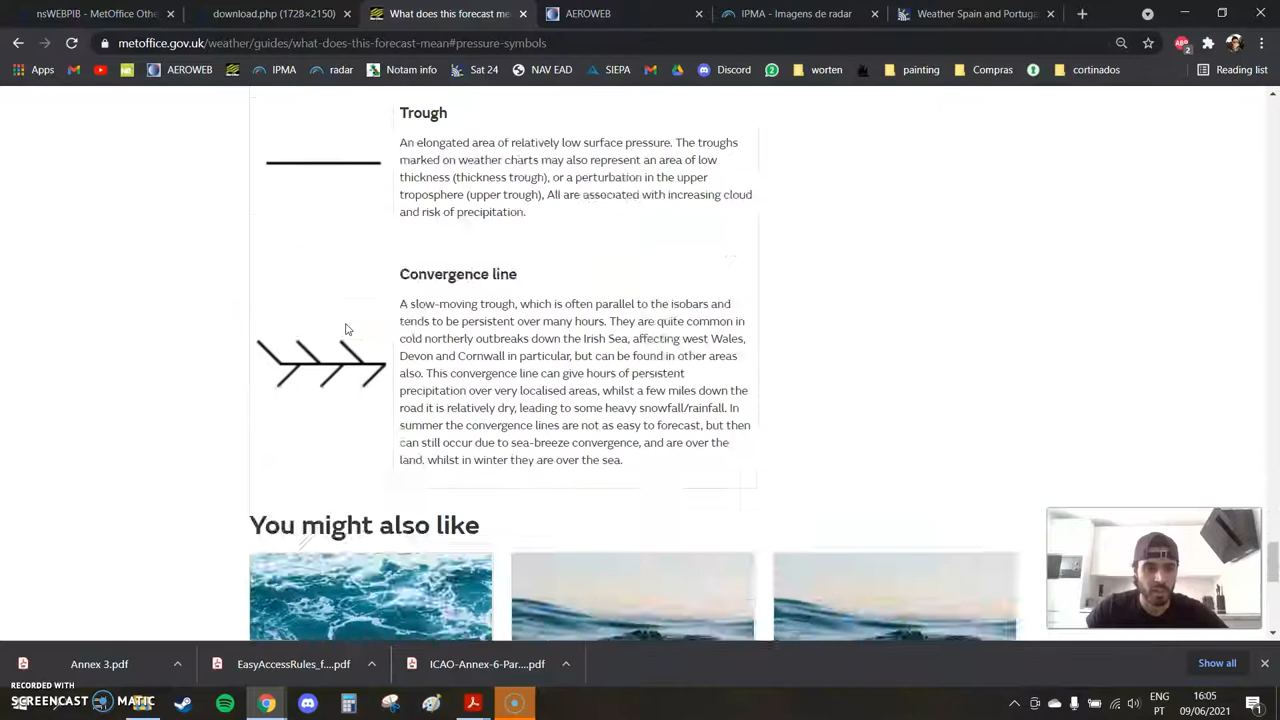 nsWEBPIB - MetOffice Othe
download.php (1728×2150)
What does this forecast me
AEROWEB
IPMA - Imagens de radar
Weather Spain and Portuga
metoffice.gov.uk/weather/guides/what-does-this-forecast-mean#pressure-symbols
Apps
AEROWEB
IPMA
radar
Notam info
Sat 24
NAV EAD
SIEPA
Discord
worten
painting
Compras
cortinados
Reading list
Trough
An elongated area of relatively low surface pressure. The troughs
marked on weather charts may also represent an area of low
thickness (thickness trough), or a perturbation in the upper
troposphere (upper trough), All are associated with increasing cloud
and risk of precipitation.
Convergence line
A slow-moving trough, which is often parallel to the isobars and
tends to be persistent over many hours. They are quite common in
cold northerly outbreaks down the Irish Sea, affecting west Wales,
Devon and Cornwall in particular, but can be found in other areas
also. This convergence line can give hours of persistent
precipitation over very localised areas, whilst a few miles down the
road it is relatively dry, leading to some heavy snowfall/rainfall. In
summer the convergence lines are not as easy to forecast, but then
can still occur due to sea-breeze convergence, and are over the
land. whilst in winter they are over the sea.
You might also like
Annex 3.pdf
EasyAccessRules_f....pdf
ICAO-Annex-6-Par....pdf
Show all
RECORDED WITH
SCREENCAST MATIC
ENG
PT
16:05
09/06/2021